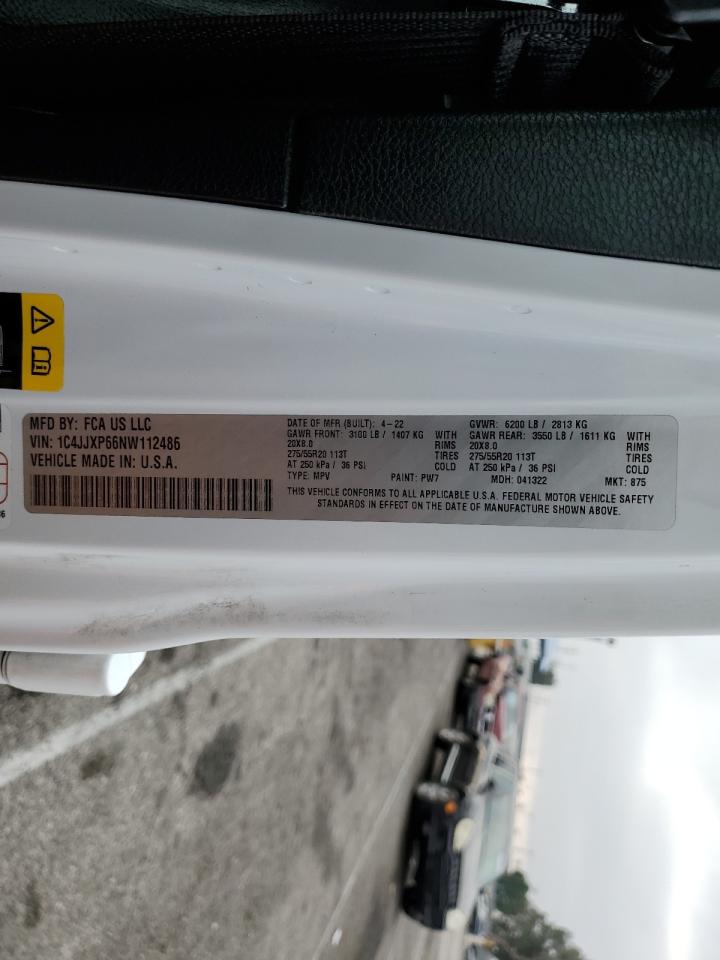 MFD BY: FCA US LLC
VIN: 1C4JJXP66NW112486
VEHICLE MADE IN: U.S.A.
DATE OF MFR (BUILT): 4-22
GAWR FRONT: 3100 LB / 1407 KG WITH
20X8.0 RIMS
275/55R20 113T TIRES
AT 250 kPa / 36 PSI COLD
TYPE: MPV PAINT: PW7
GVWR: 6200 LB / 2813 KG
GAWR REAR: 3550 LB / 1611 KG WITH
20X8.0 RIMS
275/55R20 113T TIRES
AT 250 kPa / 36 PSI COLD
MDH: 041322 MKT: 875
THIS VEHICLE CONFORMS TO ALL APPLICABLE U.S.A. FEDERAL MOTOR VEHICLE SAFETY
STANDARDS IN EFFECT ON THE DATE OF MANUFACTURE SHOWN ABOVE.